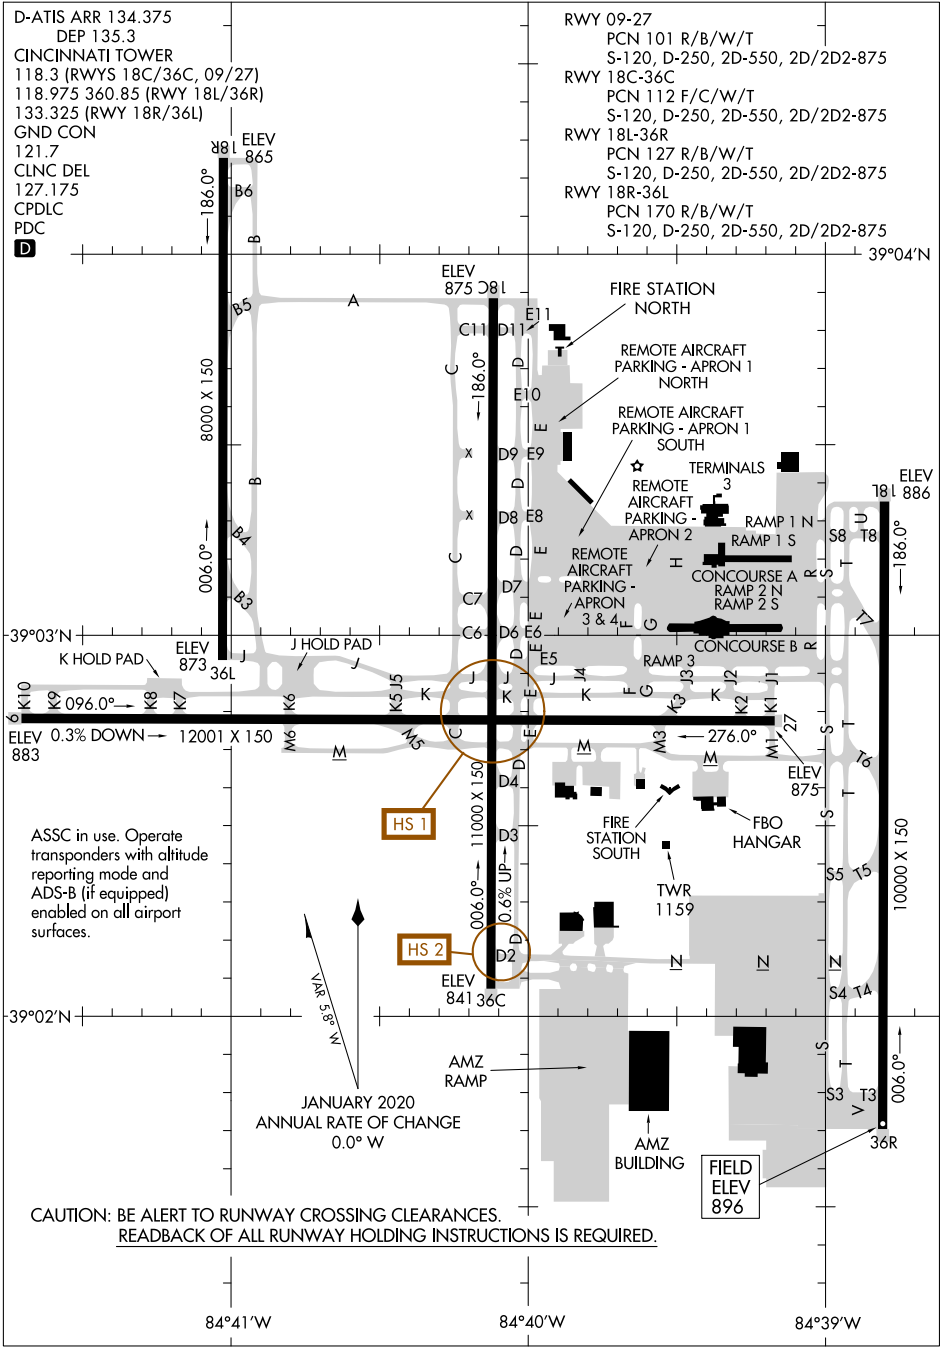 D-ATIS ARR 134.375
DEP 135.3
CINCINNATI TOWER
118.3 (RWYS 18C/36C, 09/27)
118.975 360.85 (RWY 18L/36R)
133.325 (RWY 18R/36L)
GND CON
121.7
CLNC DEL
127.175
CPDLC
PDC
D
RWY 09-27
PCN 101 R/B/W/T
S-120, D-250, 2D-550, 2D/2D2-875
RWY 18C-36C
PCN 112 F/C/W/T
S-120, D-250, 2D-550, 2D/2D2-875
RWY 18L-36R
PCN 127 R/B/W/T
S-120, D-250, 2D-550, 2D/2D2-875
RWY 18R-36L
PCN 170 R/B/W/T
S-120, D-250, 2D-550, 2D/2D2-875
18R
ELEV
865
186.0°
B6
B
39°04'N
ELEV
875
18C
B5
A
C11
D11
E11
FIRE STATION
NORTH
REMOTE AIRCRAFT
PARKING - APRON 1
NORTH
8000 X 150
C
186.0°
D
E10
E
REMOTE AIRCRAFT
PARKING - APRON 1
SOUTH
X
D9
E9
TERMINALS
3
ELEV
886
18L
B
D
REMOTE
AIRCRAFT
PARKING -
APRON 2
X
D8
E8
RAMP 1 N
RAMP 1 S
U
S8
T8
186.0°
006.0°
B4
C
D
E
REMOTE
AIRCRAFT
PARKING -
APRON
3 & 4
H
CONCOURSE A
RAMP 2 N
RAMP 2 S
R
S
T
B3
C7
D7
E
F
G
T7
39°03'N
C6
D6
E6
E
CONCOURSE B
R
ELEV
873
36L
J HOLD PAD
K HOLD PAD
J
D
E5
RAMP 3
J5
J
J
J
J4
J3
J2
J1
K10
K9
K8
K7
K6
K5
K
K
E
K
F
G
K3
K
K2
K1
9
096.0°
27
ELEV
883
0.3% DOWN
12001 X 150
M6
M
M5
C
E
D
M
M3
276.0°
M
M1
S
T
T6
ELEV
875
11000 X 150
D4
HS 1
D3
FIRE
STATION
SOUTH
FBO
HANGAR
S
T
10000 X 150
ASSC in use. Operate
transponders with altitude
reporting mode and
ADS-B (if equipped)
enabled on all airport
surfaces.
TWR
1159
S5
T5
006.0°
0.6% UP
D
HS 2
D2
N
N
N
ELEV
841
36C
S4
T4
VAR 5.8° W
39°02'N
AMZ
RAMP
S
T
006.0°
S3
T3
V
JANUARY 2020
ANNUAL RATE OF CHANGE
0.0° W
AMZ
BUILDING
36R
FIELD
ELEV
896
CAUTION: BE ALERT TO RUNWAY CROSSING CLEARANCES.
READBACK OF ALL RUNWAY HOLDING INSTRUCTIONS IS REQUIRED.
84°41'W
84°40'W
84°39'W